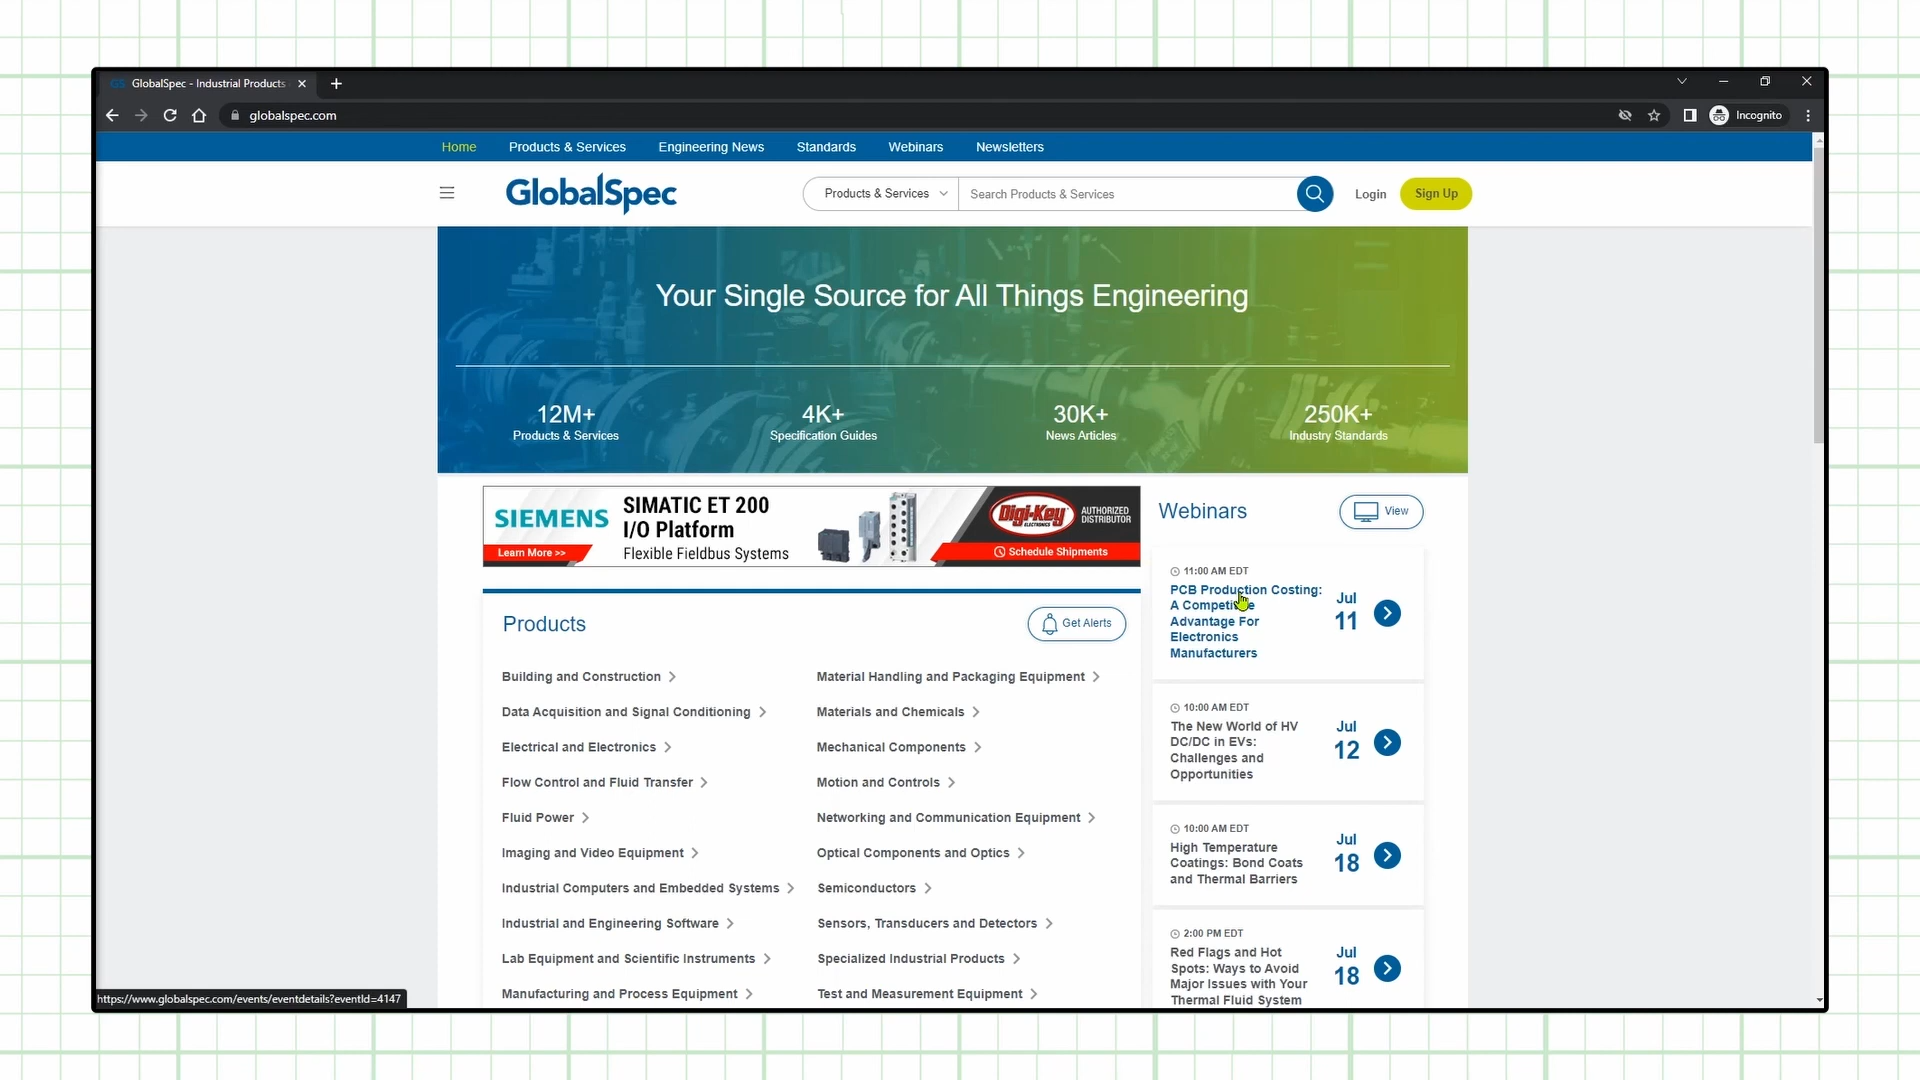 GlobalSpec - Industrial Products
globalspec.com
Incognito
Home Products & Services Engineering News Standards Webinars Newsletters
GlobalSpec
Products & Services
Search Products & Services
Login
Sign Up
Your Single Source for All Things Engineering
12M+ 4K+ 30K+ 250K+
Products & Services Specification Guides News Articles Industry Standards
SIEMENS
Learn More >>
SIMATIC ET 200
I/O Platform
Flexible Fieldbus Systems
Digi-Key
ELECTRONICS
AUTHORIZED
DISTRIBUTOR
Schedule Shipments
Products
Get Alerts
Building and Construction
Data Acquisition and Signal Conditioning
Electrical and Electronics
Flow Control and Fluid Transfer
Fluid Power
Imaging and Video Equipment
Industrial Computers and Embedded Systems
Industrial and Engineering Software
Lab Equipment and Scientific Instruments
Manufacturing and Process Equipment
Material Handling and Packaging Equipment
Materials and Chemicals
Mechanical Components
Motion and Controls
Networking and Communication Equipment
Optical Components and Optics
Semiconductors
Sensors, Transducers and Detectors
Specialized Industrial Products
Test and Measurement Equipment
Webinars
View
11:00 AM EDT
PCB Production Costing:
A Competitive
Advantage For
Electronics
Manufacturers
Jul
11
10:00 AM EDT
The New World of HV
DC/DC in EVs:
Challenges and
Opportunities
Jul
12
10:00 AM EDT
High Temperature
Coatings: Bond Coats
and Thermal Barriers
Jul
18
2:00 PM EDT
Red Flags and Hot
Spots: Ways to Avoid
Major Issues with Your
Thermal Fluid System
Jul
18
https://www.globalspec.com/events/eventdetails?eventId=4147